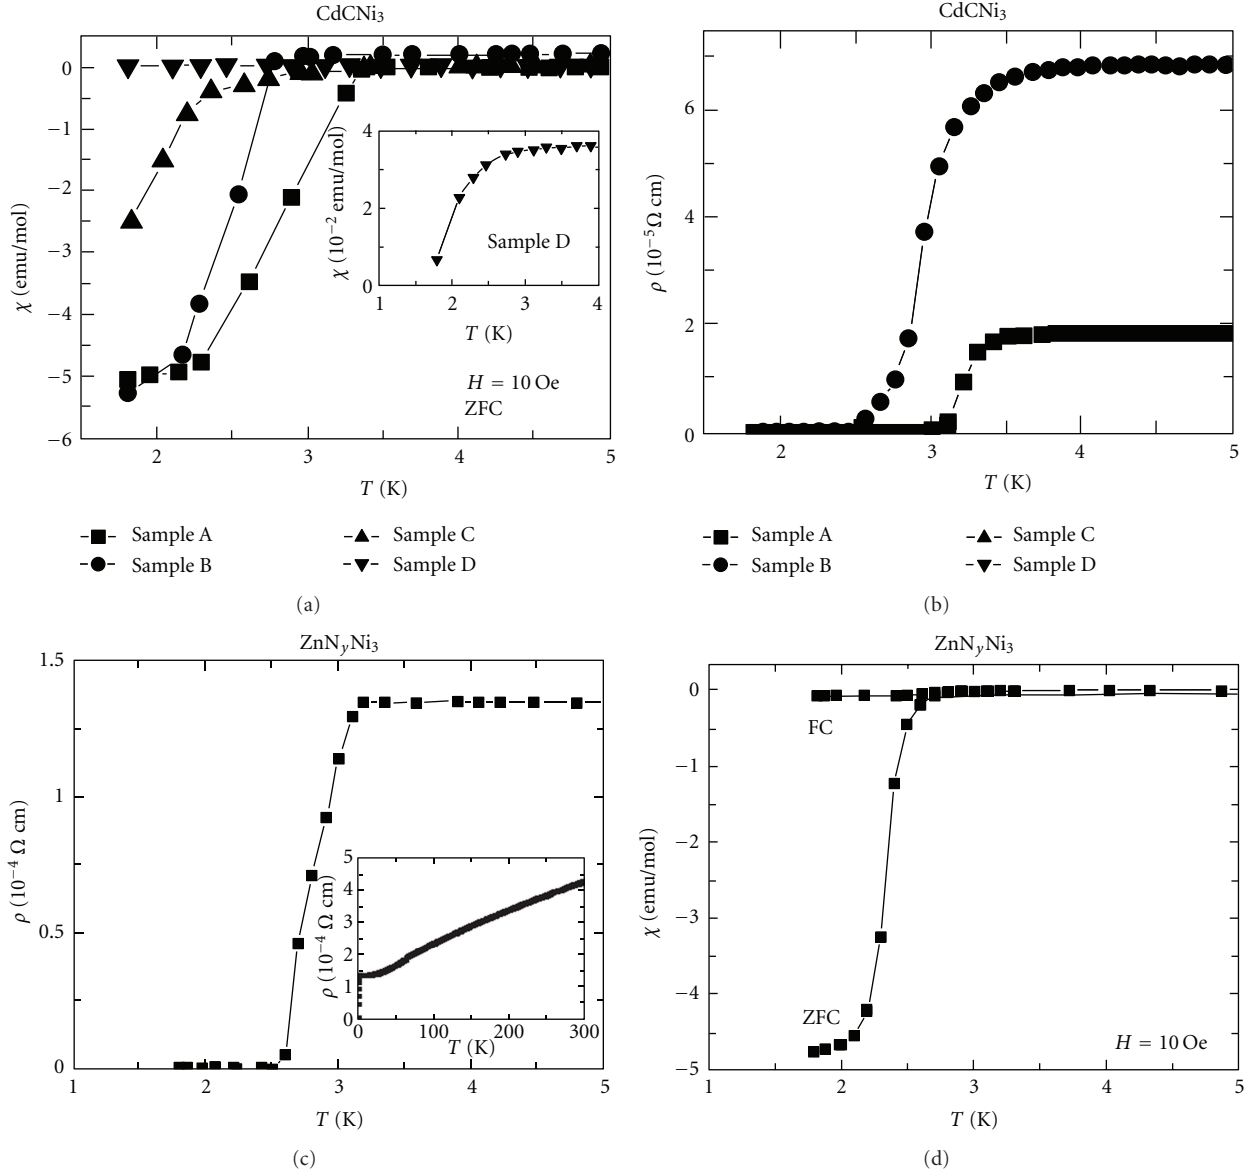 CdCNi3
0
−1
−2
−3
−4
−5
−6
χ (emu/mol)
2
3
4
5
T (K)
4
2
0
χ (10−2 emu/mol)
1
2
3
4
T (K)
Sample D
H = 10 Oe
ZFC
Sample A
Sample B
Sample C
Sample D
(a)
CdCNi3
6
4
2
0
ρ (10−5 Ω cm)
2
3
4
5
T (K)
Sample A
Sample B
Sample C
Sample D
(b)
ZnNyNi3
1.5
1
0.5
0
ρ (10−4 Ω cm)
1
2
3
4
5
T (K)
5
4
3
2
1
0
ρ (10−4 Ω cm)
0
100
200
300
T (K)
(c)
ZnNyNi3
0
−1
−2
−3
−4
−5
χ (emu/mol)
FC
ZFC
H = 10 Oe
1
2
3
4
5
T (K)
(d)